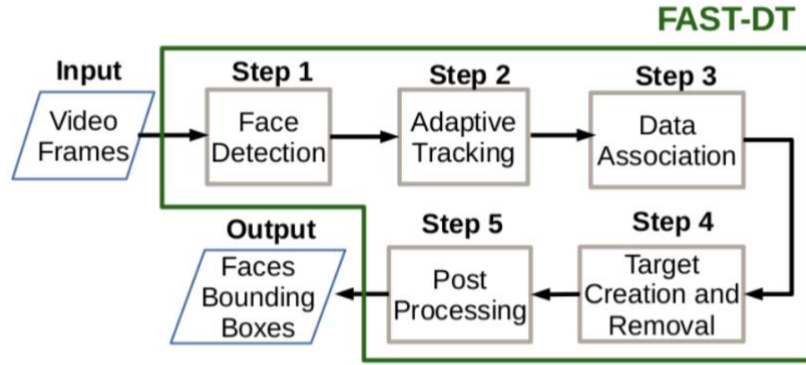 FAST-DT
Input
Video
Frames
Step 1
Face
Detection
Step 2
Adaptive
Tracking
Step 3
Data
Association
Step 4
Target
Creation and
Removal
Step 5
Post
Processing
Output
Faces
Bounding
Boxes